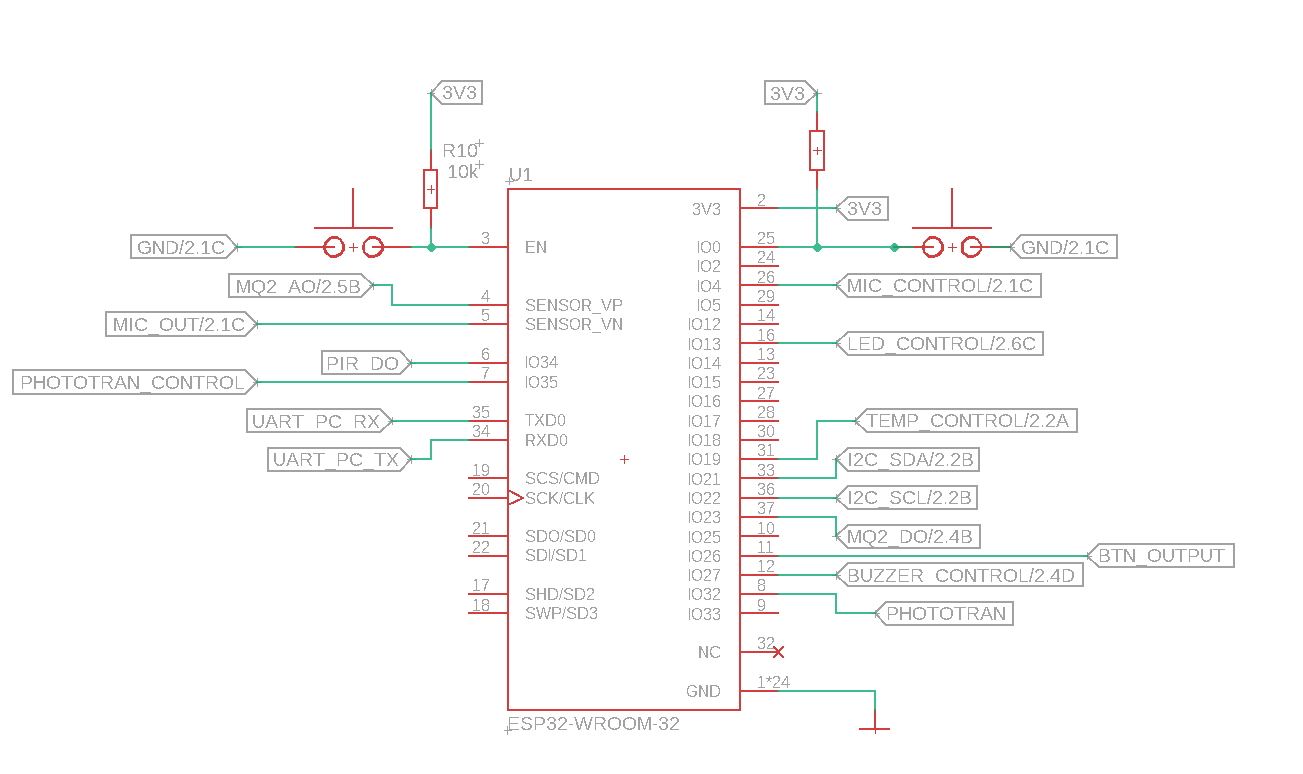 3V3
3V3
R10
10k
U1
2
3V3
3V3
GND/2.1C
3
EN
IO0
25
GND/2.1C
IO2
24
MQ2_AO/2.5B
IO4
26
MIC_CONTROL/2.1C
4
SENSOR_VP
IO5
29
MIC_OUT/2.1C
5
SENSOR_VN
IO12
14
IO13
16
LED_CONTROL/2.6C
PIR_DO
6
IO34
IO14
13
PHOTOTRAN_CONTROL
7
IO35
IO15
23
IO16
27
UART_PC_RX
35
TXD0
IO17
28
TEMP_CONTROL/2.2A
34
RXD0
IO18
30
UART_PC_TX
IO19
31
I2C_SDA/2.2B
19
SCS/CMD
IO21
33
20
SCK/CLK
IO22
36
I2C_SCL/2.2B
IO23
37
21
SDO/SD0
IO25
10
MQ2_DO/2.4B
22
SDI/SD1
IO26
11
BTN_OUTPUT
IO27
12
BUZZER_CONTROL/2.4D
17
SHD/SD2
IO32
8
18
SWP/SD3
IO33
9
PHOTOTRAN
NC
32
GND
1*24
ESP32-WROOM-32